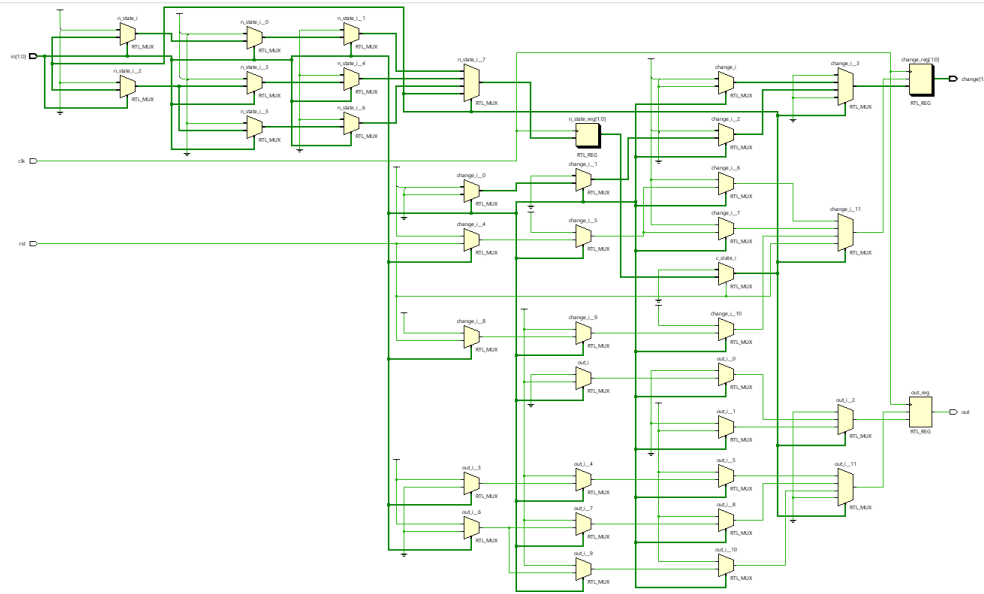 n_state_i
RTL_MUX
n_state_i__0
RTL_MUX
n_state_i__1
RTL_MUX
in[1:0]
n_state_i__2
RTL_MUX
n_state_i__3
RTL_MUX
n_state_i__4
RTL_MUX
n_state_i__5
RTL_MUX
n_state_i__6
RTL_MUX
n_state_i__7
RTL_MUX
change_i
RTL_MUX
change_i__3
RTL_MUX
change_reg[1:0]
RTL_REG
change[1:
n_state_reg[1:0]
RTL_REG
change_i__2
RTL_MUX
clk
change_i__0
RTL_MUX
change_i__1
RTL_MUX
change_i__6
RTL_MUX
rst
change_i__4
RTL_MUX
change_i__5
RTL_MUX
change_i__7
RTL_MUX
change_i__11
RTL_MUX
c_state_i
RTL_MUX
change_i__8
RTL_MUX
change_i__9
RTL_MUX
change_i__10
RTL_MUX
out_i
RTL_MUX
out_i__0
RTL_MUX
out_i__1
RTL_MUX
out_i__2
RTL_MUX
out_reg
RTL_REG
out
out_i__3
RTL_MUX
out_i__4
RTL_MUX
out_i__5
RTL_MUX
out_i__11
RTL_MUX
out_i__6
RTL_MUX
out_i__7
RTL_MUX
out_i__8
RTL_MUX
out_i__9
RTL_MUX
out_i__10
RTL_MUX